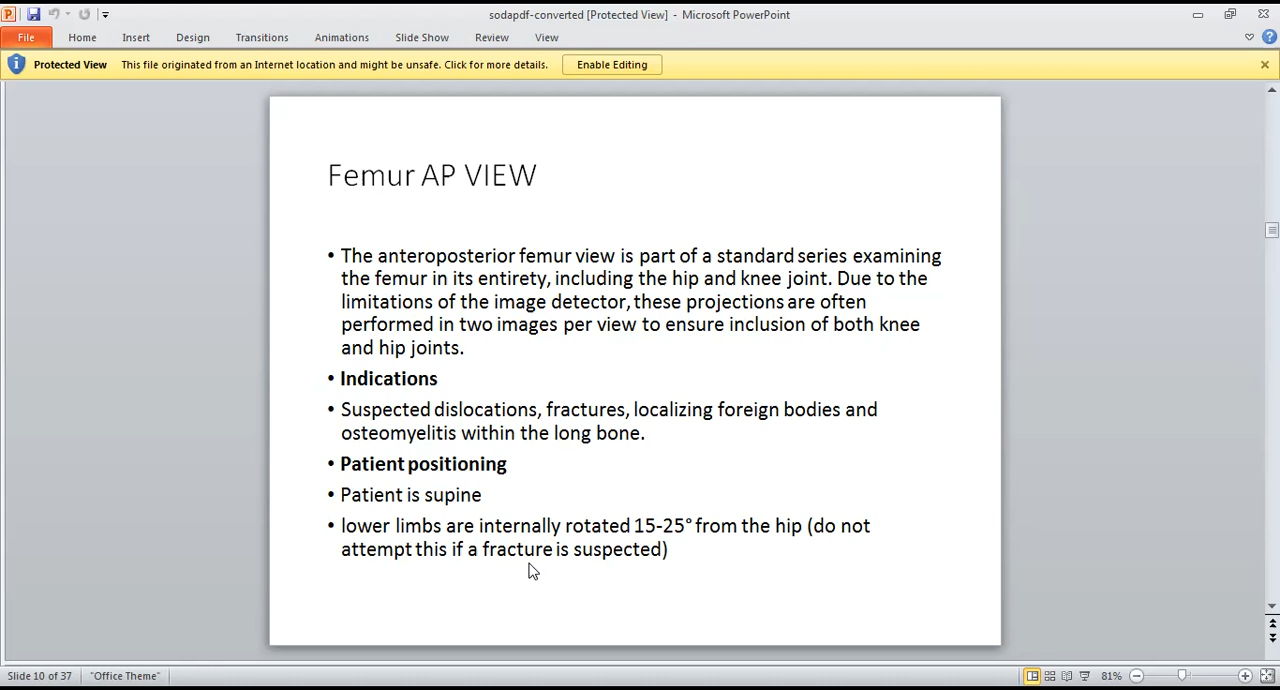 sodapdf-converted [Protected View] - Microsoft PowerPoint
File Home Insert Design Transitions Animations Slide Show Review View
Protected View This file originated from an Internet location and might be unsafe. Click for more details. Enable Editing
Femur AP VIEW
• The anteroposterior femur view is part of a standard series examining
the femur in its entirety, including the hip and knee joint. Due to the
limitations of the image detector, these projections are often
performed in two images per view to ensure inclusion of both knee
and hip joints.
• Indications
• Suspected dislocations, fractures, localizing foreign bodies and
osteomyelitis within the long bone.
• Patient positioning
• Patient is supine
• lower limbs are internally rotated 15-25° from the hip (do not
attempt this if a fracture is suspected)
Slide 10 of 37 "Office Theme" 81%